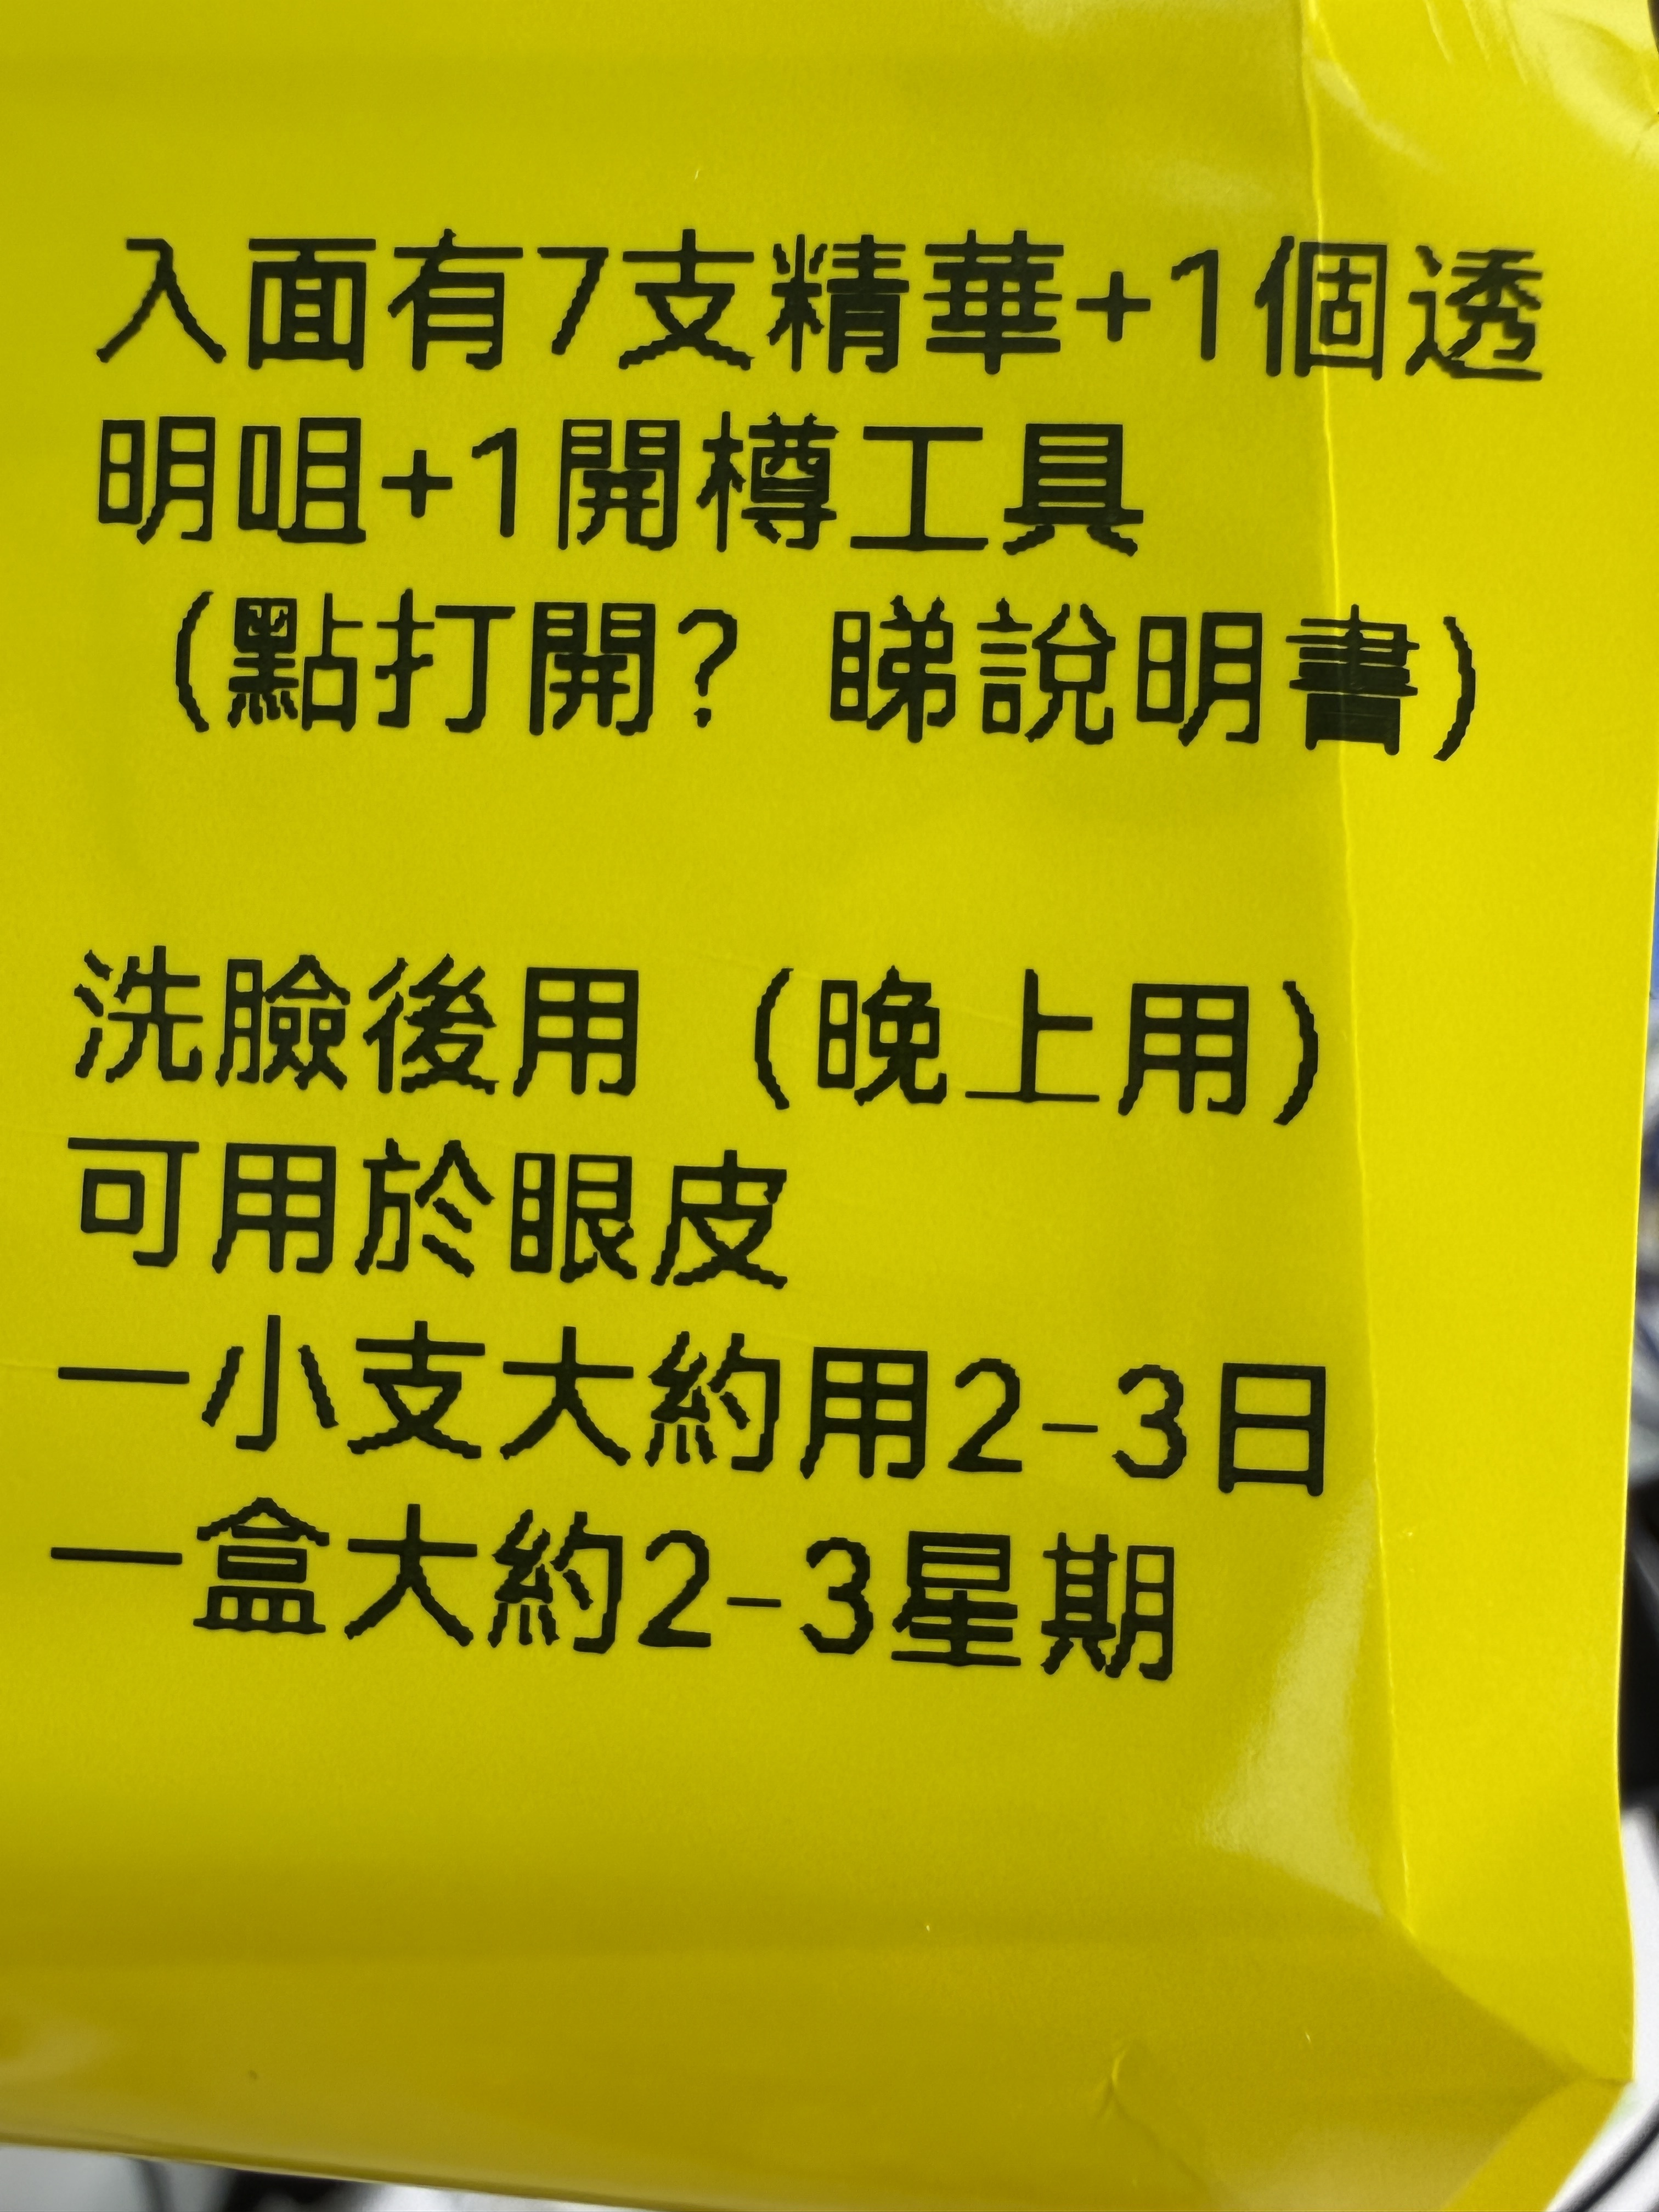 入面有7支精華+1個透
明咀+1開樽工具
(點打開? 睇說明書)
洗臉後用 (晚上用)
可用於眼皮
一小支大約用2-3日
一盒大約2-3星期